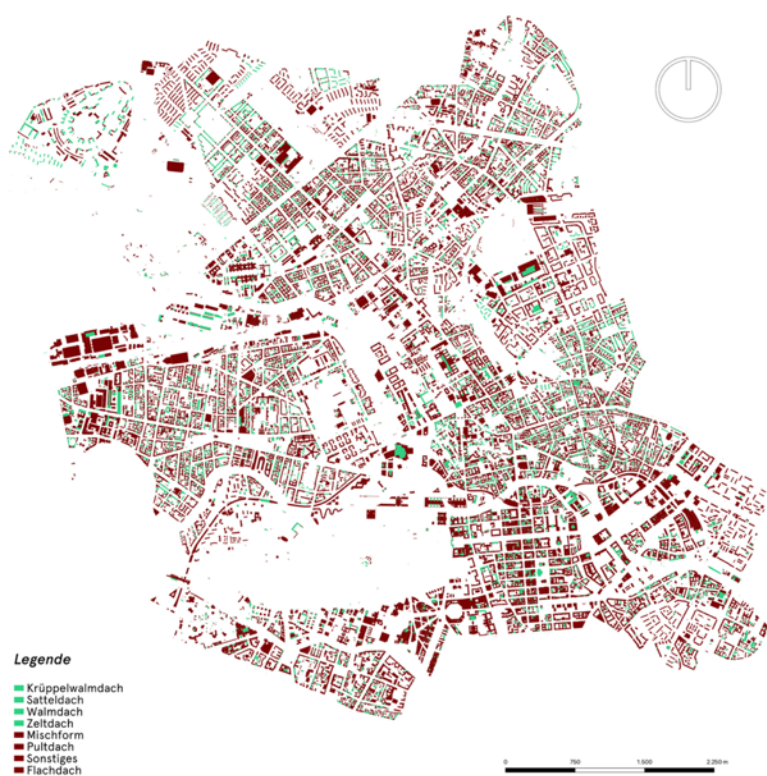 Legende
Krüppelwalmdach
Satteldach
Walmdach
Zeltdach
Mischform
Pultdach
Sonstiges
Flachdach
0 750 1.500 2.250 m